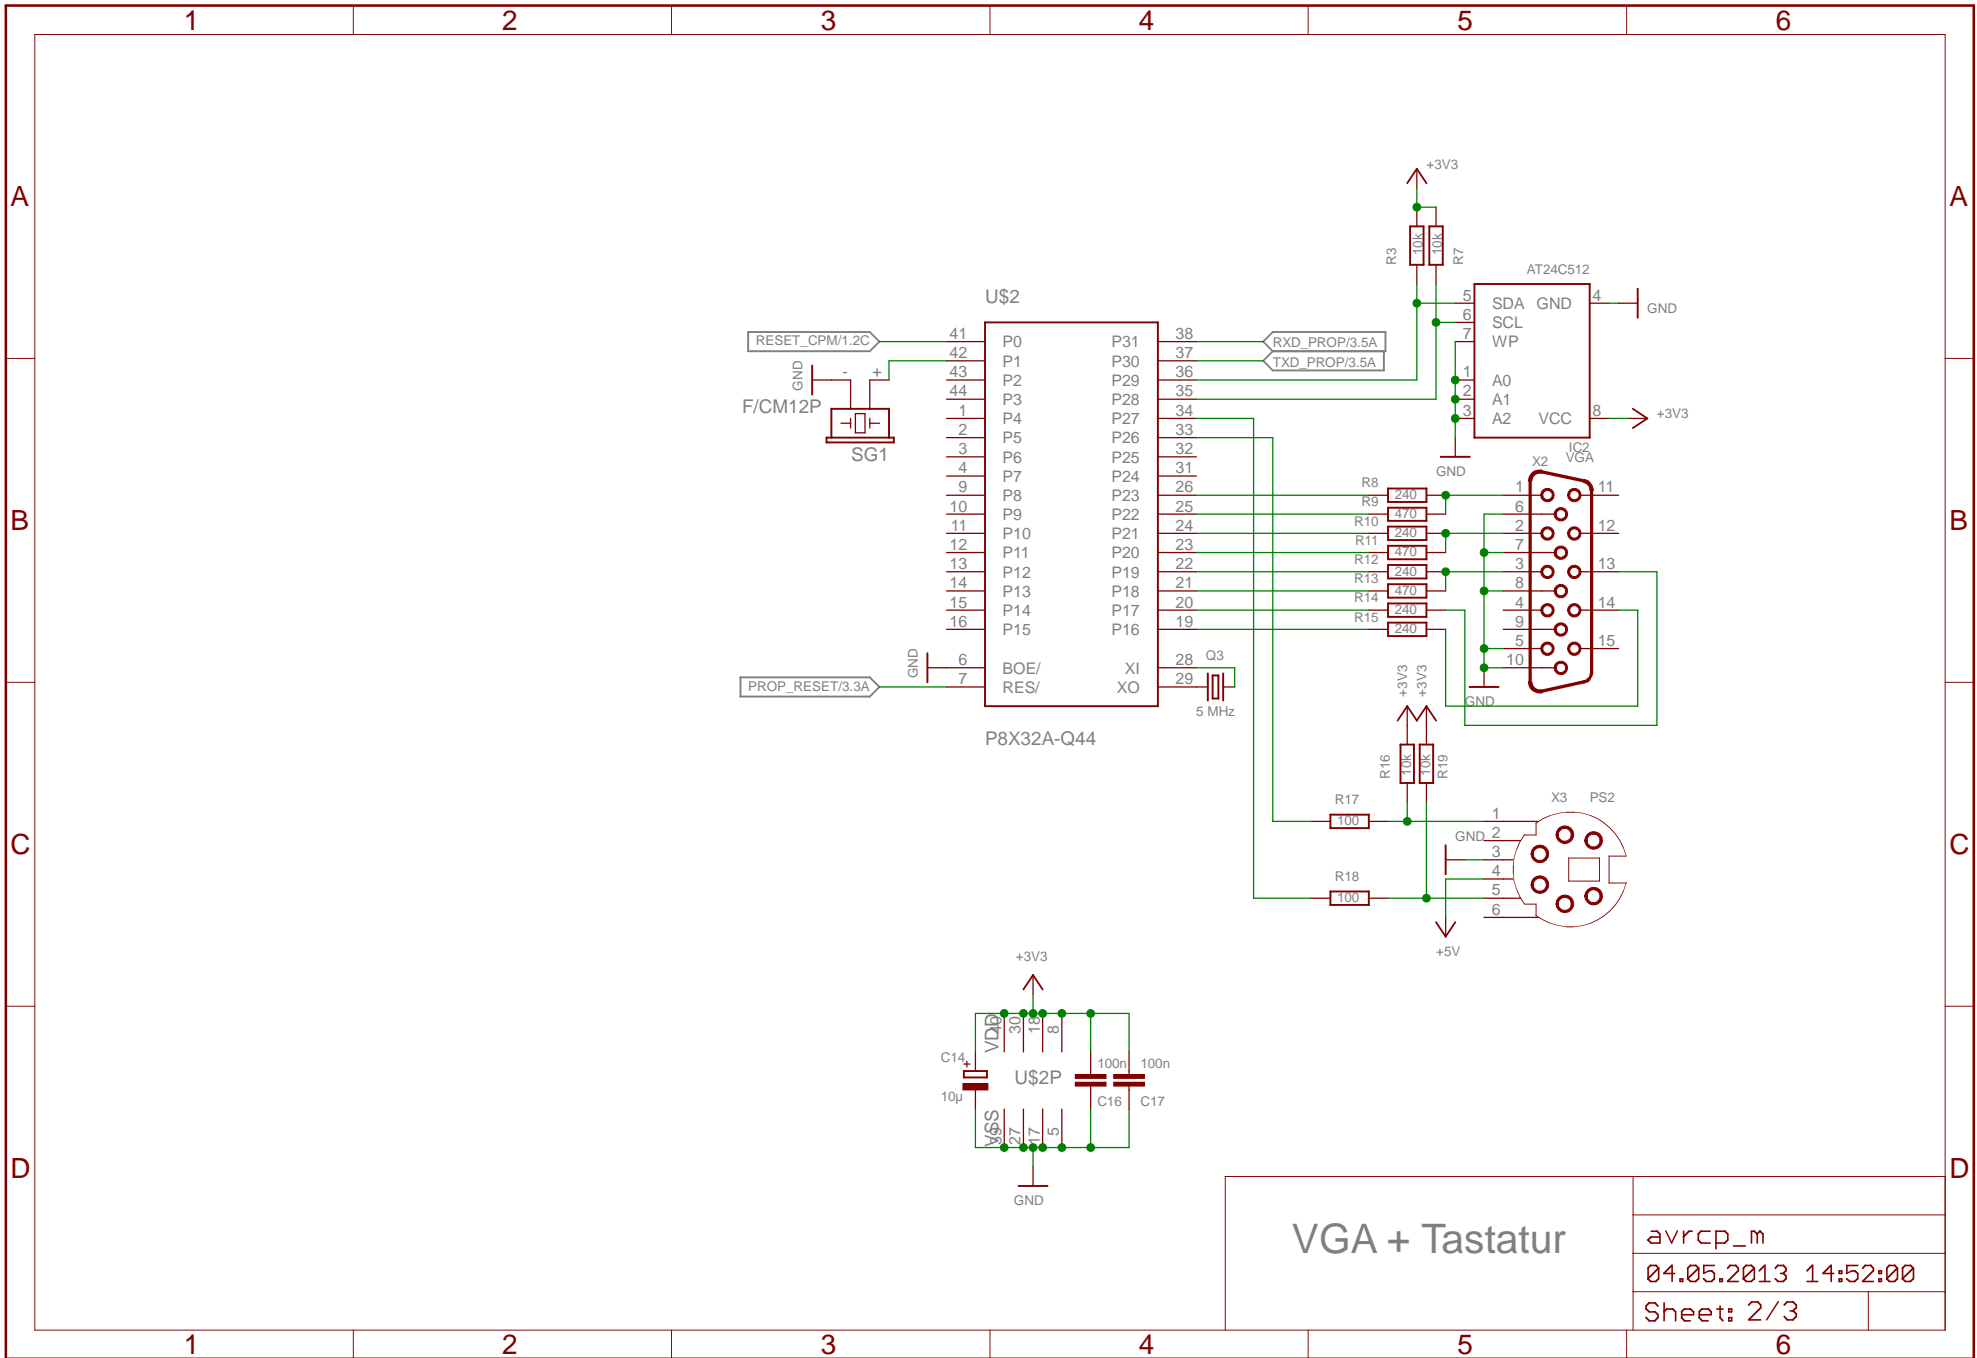 1 2 3 4 5 6
A A
+3V3
R3 10k 10k R7
AT24C512
U$2
5 SDA GND 4 GND
6 SCL
7 WP
1 A0
2 A1
3 A2 VCC 8 +3V3
GND
IC2
RESET_CPM/1.2C 41 P0 P31 38 RXD_PROP/3.5A
42 P1 P30 37 TXD_PROP/3.5A
GND - +
43 P2 P29 36
44 P3 P28 35
F/CM12P
SG1
1 P4 P27 34
2 P5 P26 33
3 P6 P25 32
4 P7 P24 31
9 P8 P23 26
10 P9 P22 25
11 P10 P21 24
12 P11 P20 23
13 P12 P19 22
14 P13 P18 21
15 P14 P17 20
16 P15 P16 19
GND 6 BOE/ XI 28
PROP_RESET/3.3A 7 RES/ XO 29
Q3
5 MHz
P8X32A-Q44
B B
R8 240
R9 470
R10 240
R11 470
R12 240
R13 470
R14 240
R15 240
X2 VGA
1 11
6
2 12
7
3 13
8
4 14
9
5 15
10
GND
+3V3 +3V3
R16 10k 10k R19
C C
R17
100
R18
100
X3 PS2
1
GND 2
3
4
5
6
+5V
+3V3
VDD 40 30 18 8
C14 +
10µ
U$2P
100n 100n
C16 C17
VSS 39 27 17 5
GND
D D
VGA + Tastatur
avrcp_m
04.05.2013 14:52:00
Sheet: 2/3
1 2 3 4 5 6